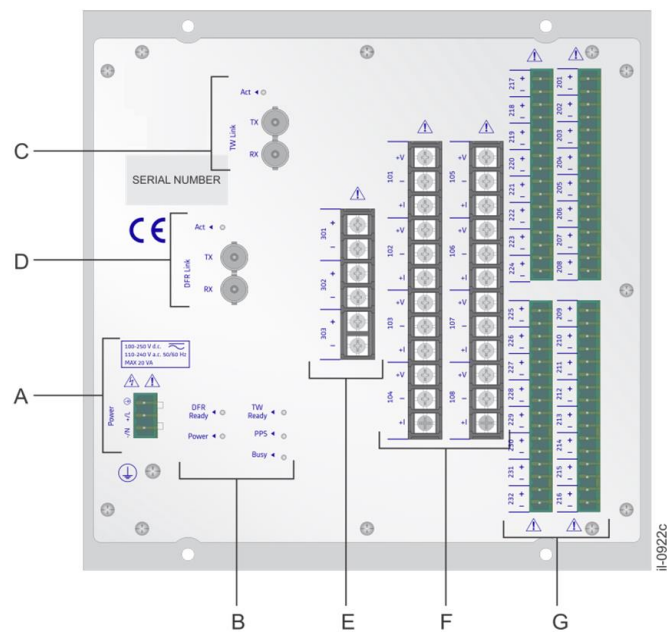 Act
TX
TW Link
RX
C
SERIAL NUMBER
CE
Act
TX
DFR Link
RX
D
100-250 V d.c.
110-240 V a.c. 50/60 Hz
MAX 20 VA
Power
+/L
-/N
A
DFR Ready
TW Ready
Power
PPS
Busy
B
301 + -
302 + -
303 + -
E
101 +V - +I
102 +V - +I
103 +V - +I
104 +V - +I
105 +V - +I
106 +V - +I
107 +V - +I
108 +V - +I
F
217 + -
218 + -
219 + -
220 + -
221 + -
222 + -
223 + -
224 + -
201 + -
202 + -
203 + -
204 + -
205 + -
206 + -
207 + -
208 + -
225 + -
226 + -
227 + -
228 + -
229 + -
230 + -
231 + -
232 + -
209 + -
210 + -
211 + -
212 + -
213 + -
214 + -
215 + -
216 + -
G
il-0922c